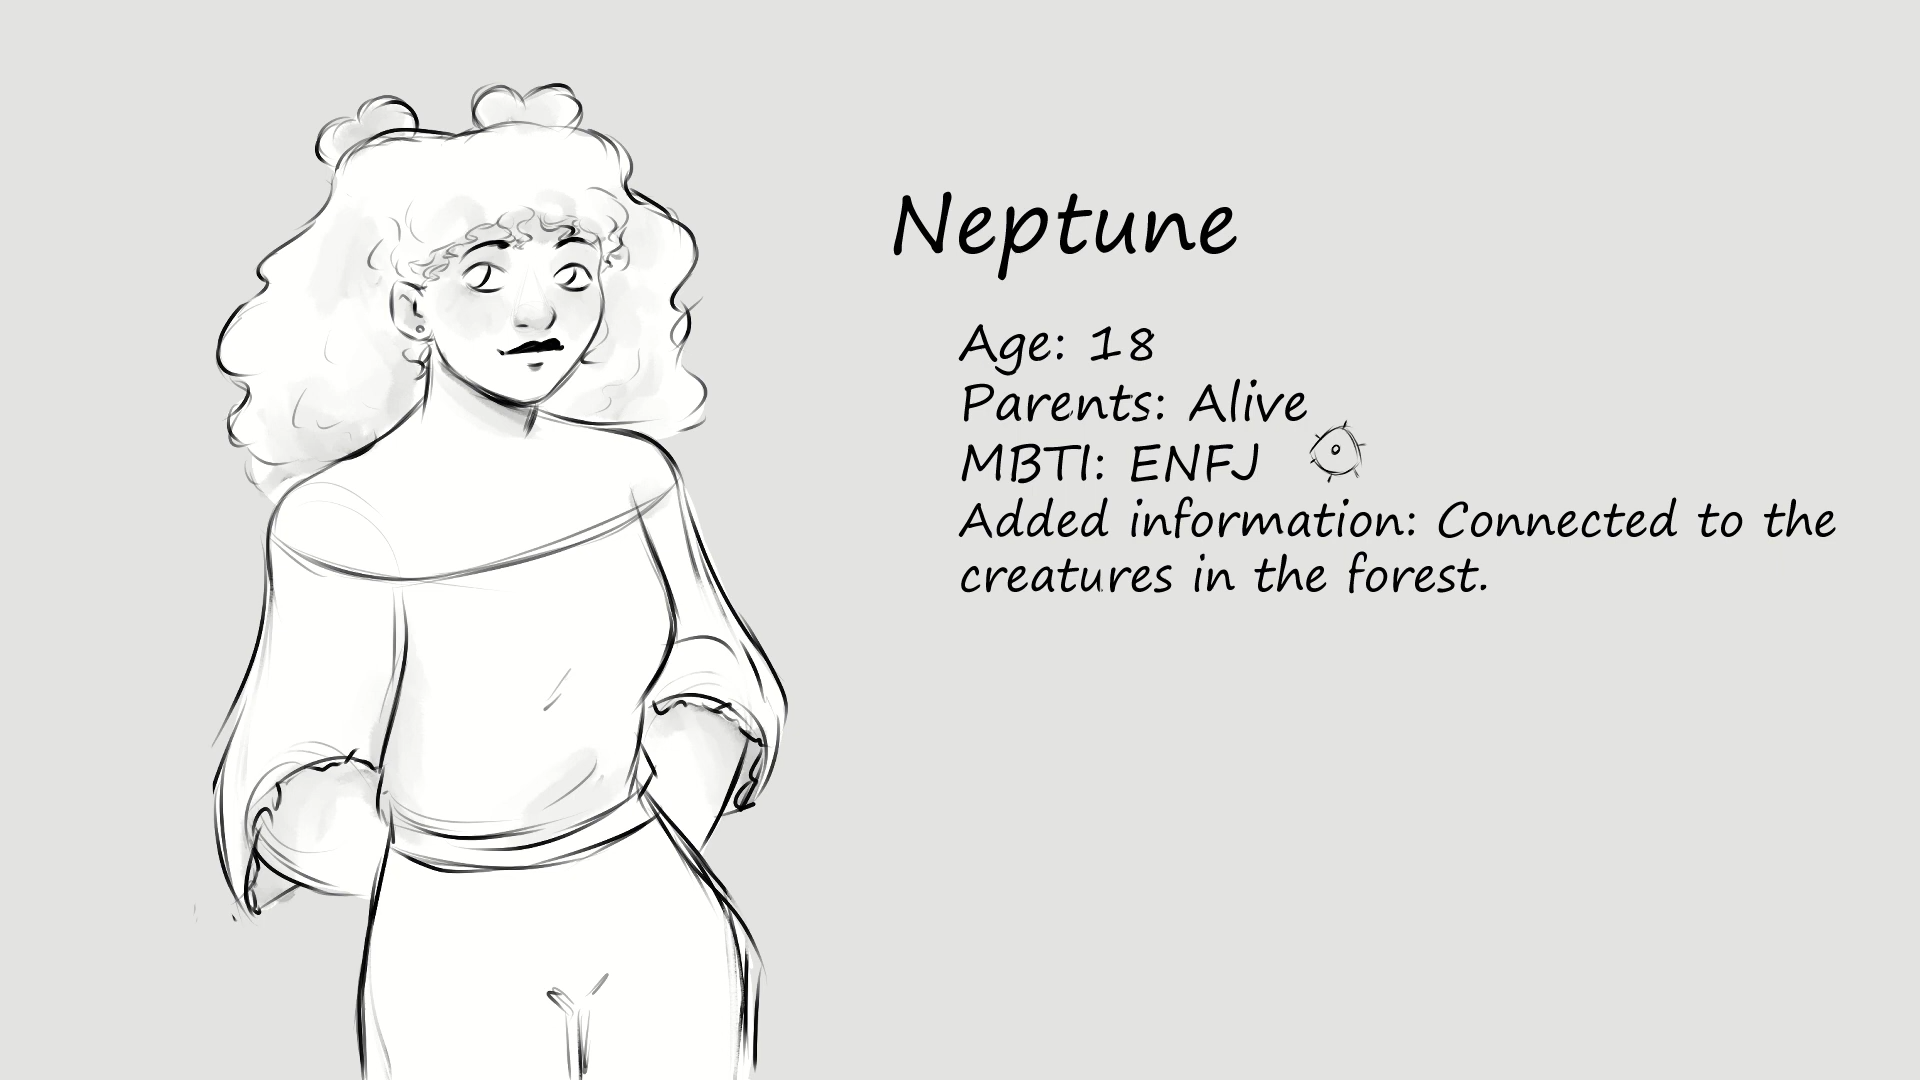 Neptune
Age: 18
Parents: Alive
MBTI: ENFJ
Added information: Connected to the
creatures in the forest.